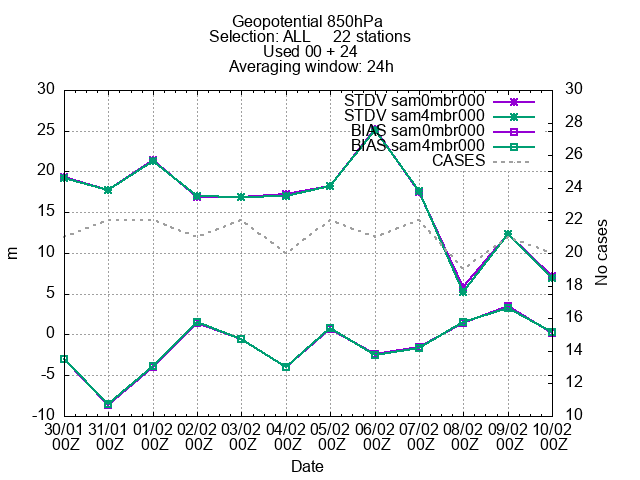 Geopotential 850hPa
Selection: ALL 22 stations
Used 00 + 24
Averaging window: 24h
STDV sam0mbr000
STDV sam4mbr000
BIAS sam0mbr000
BIAS sam4mbr000
CASES
30
25
20
15
10
5
0
-5
-10
m
30
28
26
24
22
20
18
16
14
12
10
No cases
30/01 31/01 01/02 02/02 03/02 04/02 05/02 06/02 07/02 08/02 09/02 10/02
00Z 00Z 00Z 00Z 00Z 00Z 00Z 00Z 00Z 00Z 00Z 00Z
Date